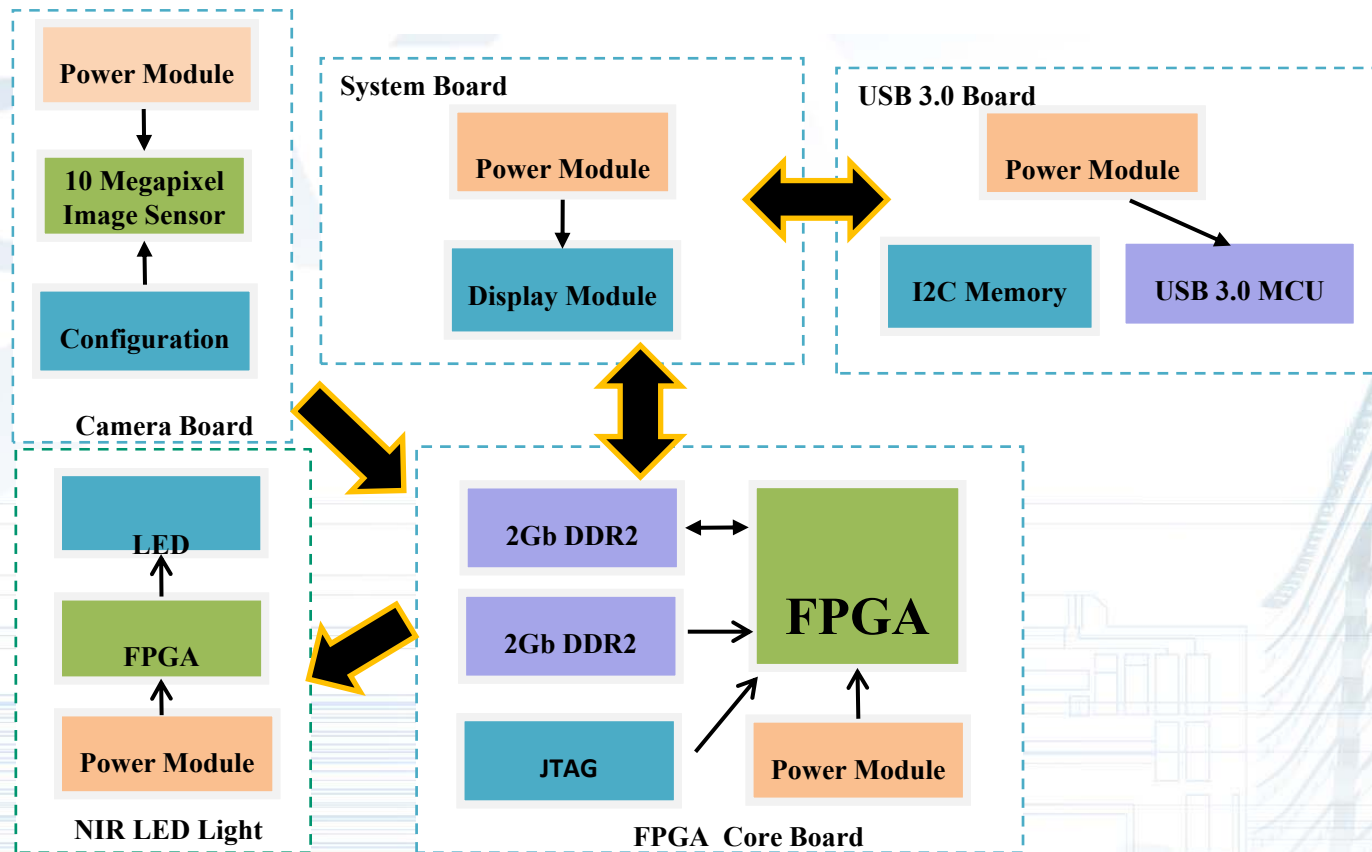 Power Module
10 Megapixel
Image Sensor
Configuration
Camera Board
System Board
Power Module
Display Module
USB 3.0 Board
Power Module
I2C Memory
USB 3.0 MCU
LED
FPGA
Power Module
NIR LED Light
2Gb DDR2
2Gb DDR2
JTAG
FPGA
Power Module
FPGA Core Board